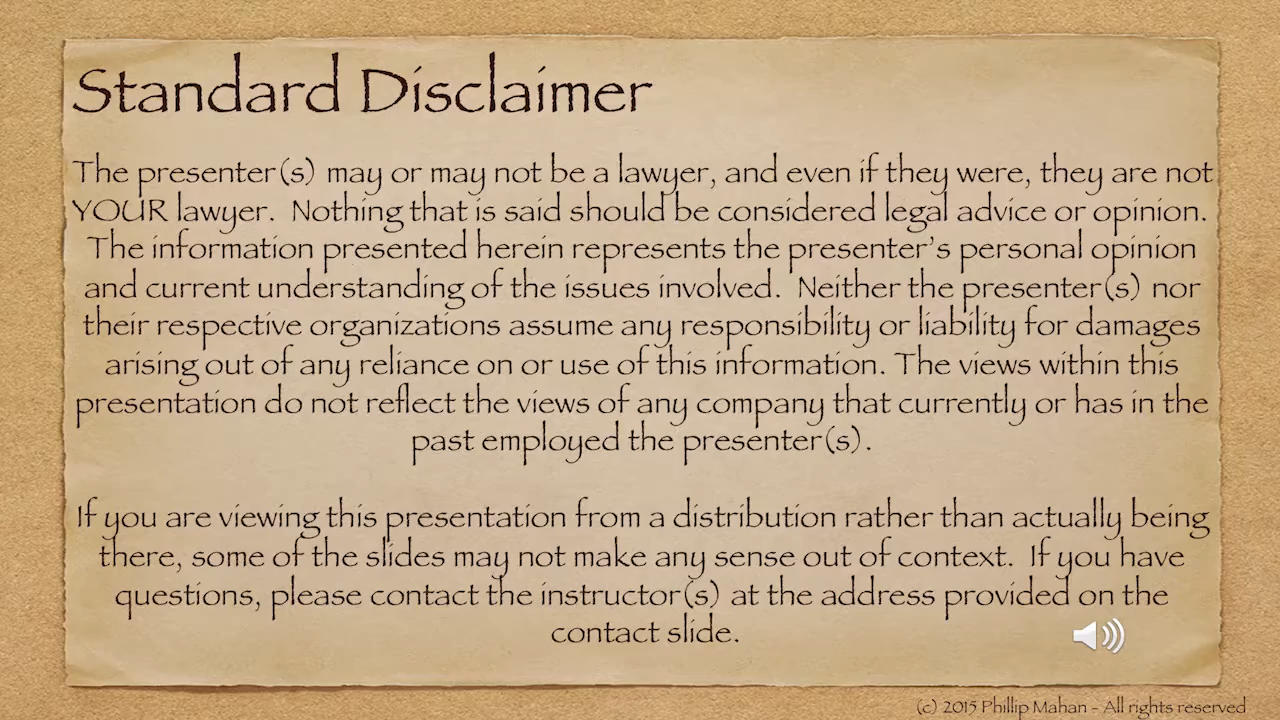 Standard Disclaimer
The presenter(s) may or may not be a lawyer, and even if they were, they are not
YOUR lawyer. Nothing that is said should be considered legal advice or opinion.
The information presented herein represents the presenter's personal opinion
and current understanding of the issues involved. Neither the presenter(s) nor
their respective organizations assume any responsibility or liability for damages
arising out of any reliance on or use of this information. The views within this
presentation do not reflect the views of any company that currently or has in the
past employed the presenter(s).
If you are viewing this presentation from a distribution rather than actually being
there, some of the slides may not make any sense out of context. If you have
questions, please contact the instructor(s) at the address provided on the
contact slide.
(c) 2015 Phillip Mahan - All rights reserved